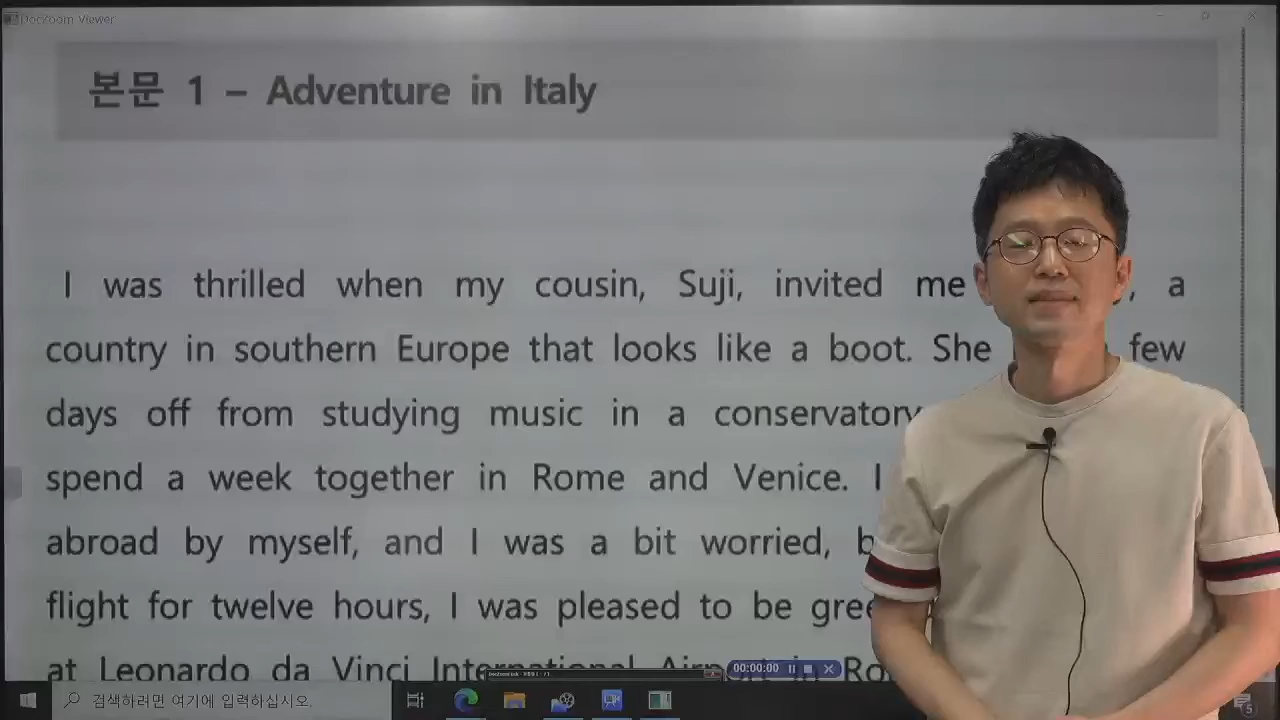 DocZoom Viewer
본문 1 – Adventure in Italy
I was thrilled when my cousin, Suji, invited me , a
country in southern Europe that looks like a boot. She few
days off from studying music in a conservatory
spend a week together in Rome and Venice. I
abroad by myself, and I was a bit worried,
flight for twelve hours, I was pleased to be
at Leonardo da Vinci International Airport in
00:00:00
검색하려면 여기에 입력하십시오.
5